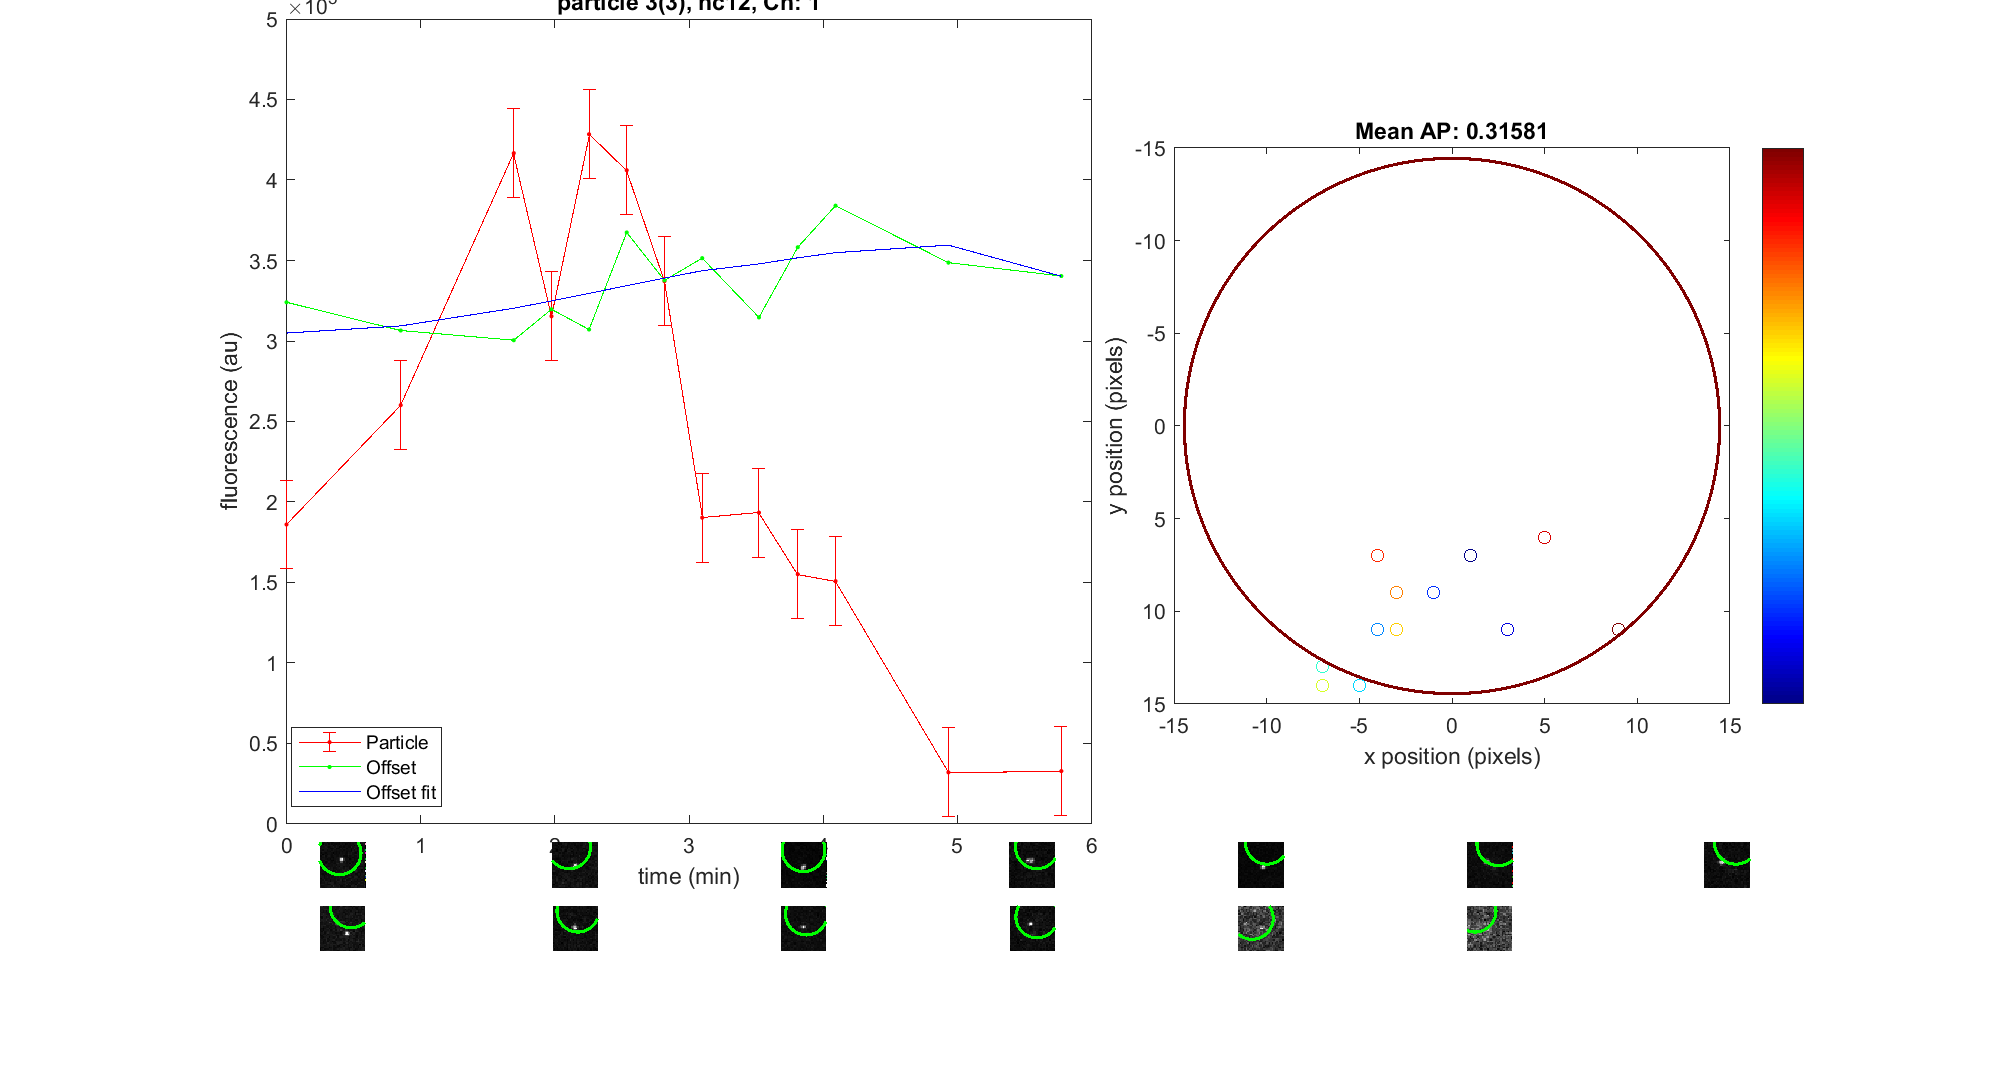 ×10³
particle 3(3), nc12, Ch: 1
5
4.5
4
3.5
3
2.5
2
1.5
1
0.5
0
fluorescence (au)
Particle
Offset
Offset fit
0 1 2 3 4 5 6
time (min)
Mean AP: 0.31581
-15
-10
-5
0
5
10
15
y position (pixels)
-15 -10 -5 0 5 10 15
x position (pixels)